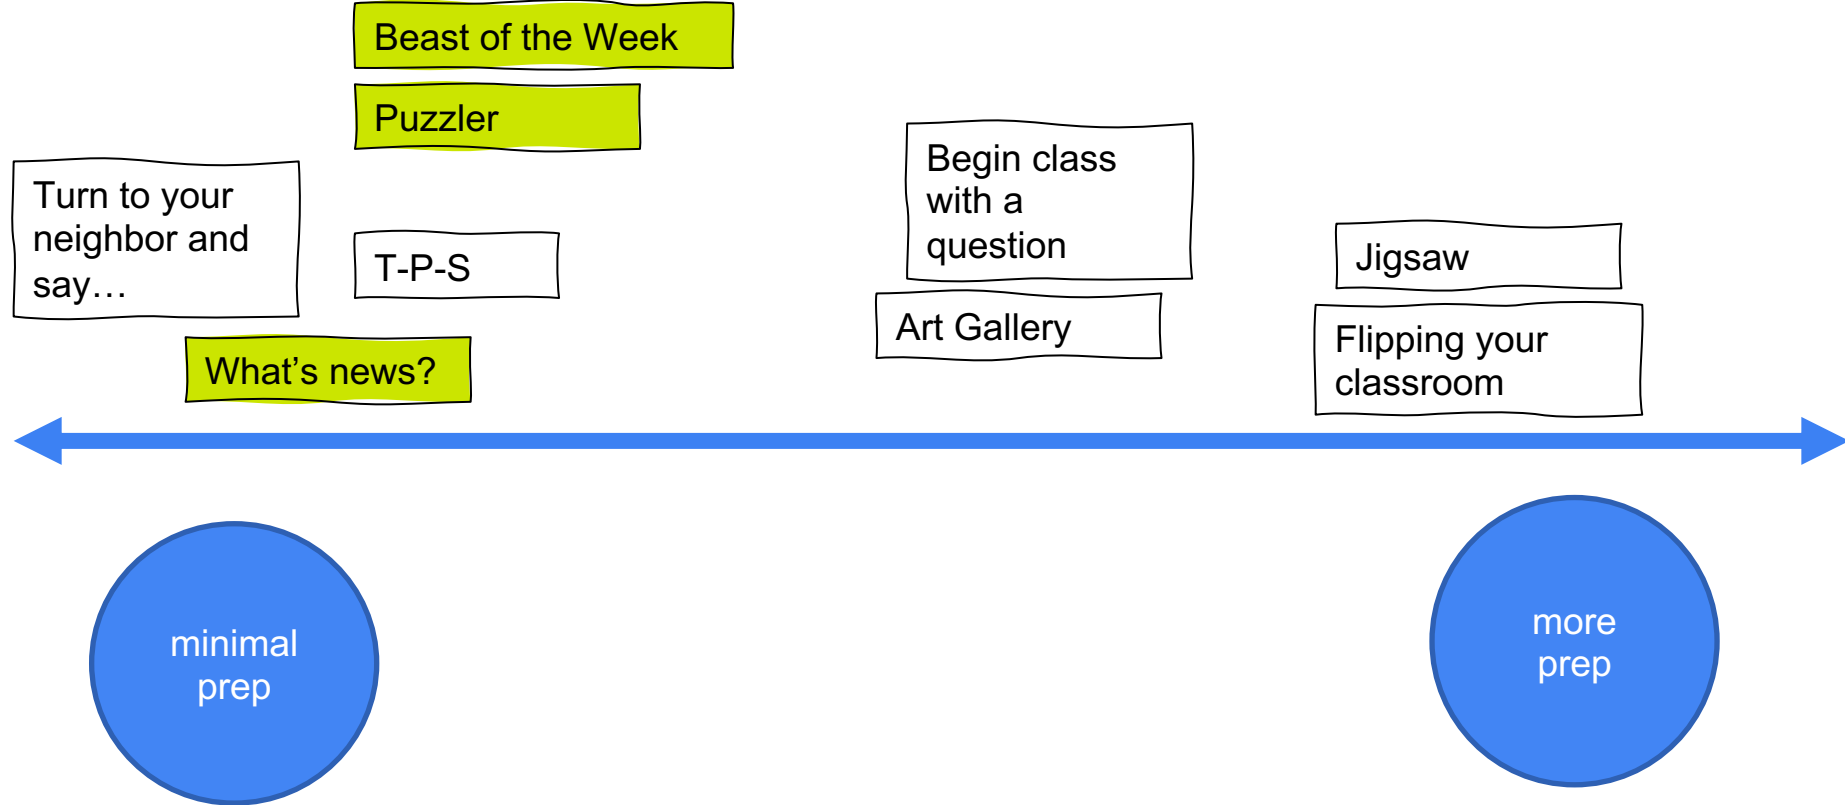 Beast of the Week
Puzzler
Turn to your
neighbor and
say…
T-P-S
What’s news?
Begin class
with a
question
Art Gallery
Jigsaw
Flipping your
classroom
minimal
prep
more
prep